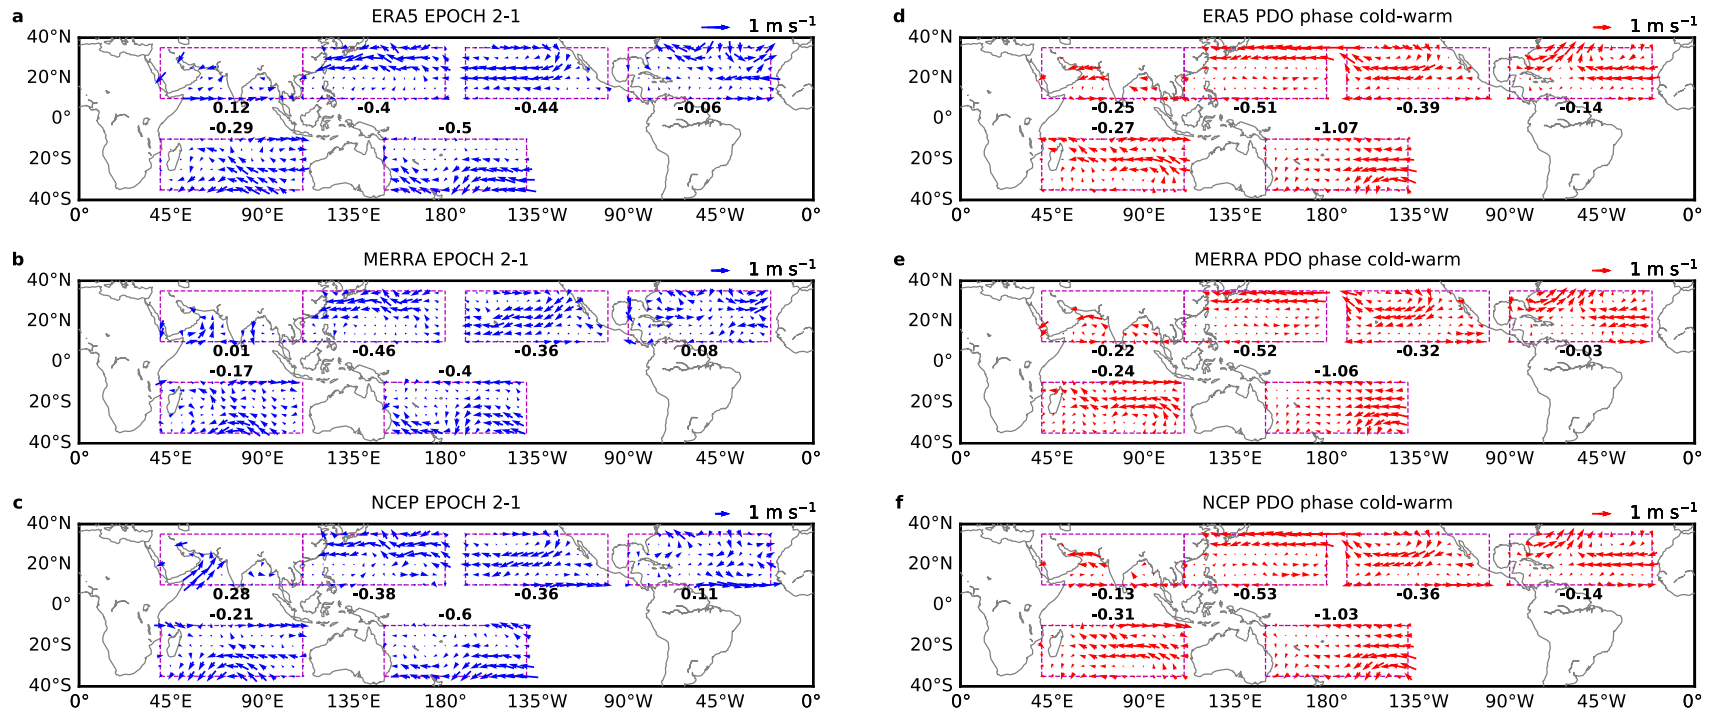 a ERA5 EPOCH 2-1 1 m s⁻¹
40°N
20°N
0.12 -0.4 -0.44 -0.06
0°
-0.29 -0.5
20°S
40°S
0° 45°E 90°E 135°E 180° 135°W 90°W 45°W 0°
d ERA5 PDO phase cold-warm 1 m s⁻¹
40°N
20°N
-0.25 -0.51 -0.39 -0.14
0°
-0.27 -1.07
20°S
40°S
0° 45°E 90°E 135°E 180° 135°W 90°W 45°W 0°
b MERRA EPOCH 2-1 1 m s⁻¹
40°N
20°N
0.01 -0.46 -0.36 0.08
0°
-0.17 -0.4
20°S
40°S
0° 45°E 90°E 135°E 180° 135°W 90°W 45°W 0°
e MERRA PDO phase cold-warm 1 m s⁻¹
40°N
20°N
-0.22 -0.52 -0.32 -0.03
0°
-0.24 -1.06
20°S
40°S
0° 45°E 90°E 135°E 180° 135°W 90°W 45°W 0°
c NCEP EPOCH 2-1 1 m s⁻¹
40°N
20°N
0.28 -0.38 -0.36 0.11
0°
-0.21 -0.6
20°S
40°S
0° 45°E 90°E 135°E 180° 135°W 90°W 45°W 0°
f NCEP PDO phase cold-warm 1 m s⁻¹
40°N
20°N
-0.13 -0.53 -0.36 -0.14
0°
-0.31 -1.03
20°S
40°S
0° 45°E 90°E 135°E 180° 135°W 90°W 45°W 0°